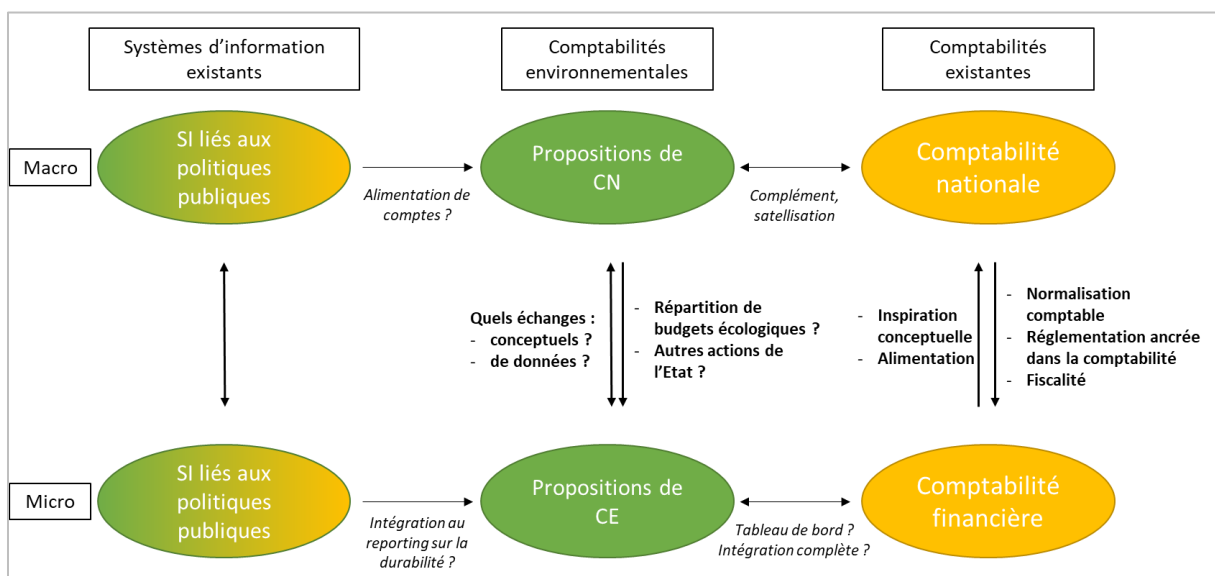 Systèmes d’information
existants
Comptabilités
environnementales
Comptabilités
existantes
Macro
SI liés aux
politiques
publiques
Alimentation de
comptes ?
Propositions de
CN
Complément,
satellisation
Comptabilité
nationale
Quels échanges :
- conceptuels ?
- de données ?
- Répartition de
budgets écologiques ?
- Autres actions de
l’Etat ?
- Inspiration
conceptuelle
- Alimentation
- Normalisation
comptable
- Réglementation ancrée
dans la comptabilité
- Fiscalité
Micro
SI liés aux
politiques
publiques
Intégration au
reporting sur la
durabilité ?
Propositions de
CE
Tableau de bord ?
Intégration complète ?
Comptabilité
financière